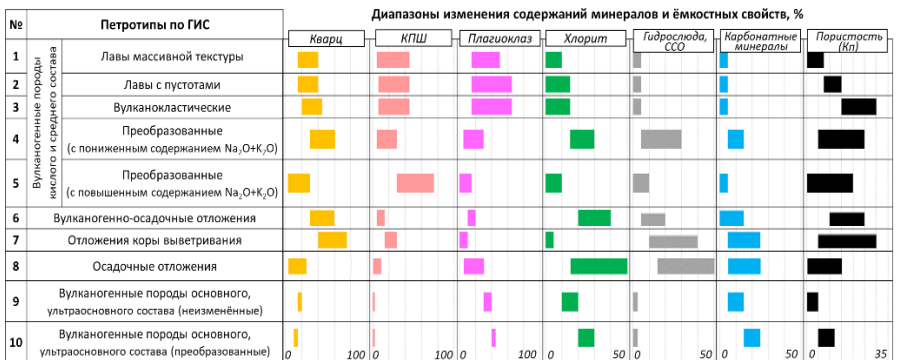 №
Петротипы по ГИС
Диапазоны изменения содержаний минералов и ёмкостных свойств, %
Кварц
КПШ
Плагиоклаз
Хлорит
Гидрослюда, ССО
Карбонатные минералы
Пористость (Кп)
Вулканогенные породы
кислого и среднего состава
1
Лавы массивной текстуры
2
Лавы с пустотами
3
Вулканокластические
4
Преобразованные
(с пониженным содержанием Na₂O+K₂O)
5
Преобразованные
(с повышенным содержанием Na₂O+K₂O)
6
Вулканогенно-осадочные отложения
7
Отложения коры выветривания
8
Осадочные отложения
9
Вулканогенные породы основного,
ультраосновного состава (неизменённые)
10
Вулканогенные породы основного,
ультраосновного состава (преобразованные)
0 100 0 100 0 100 0 50 0 50 0 50 0 35